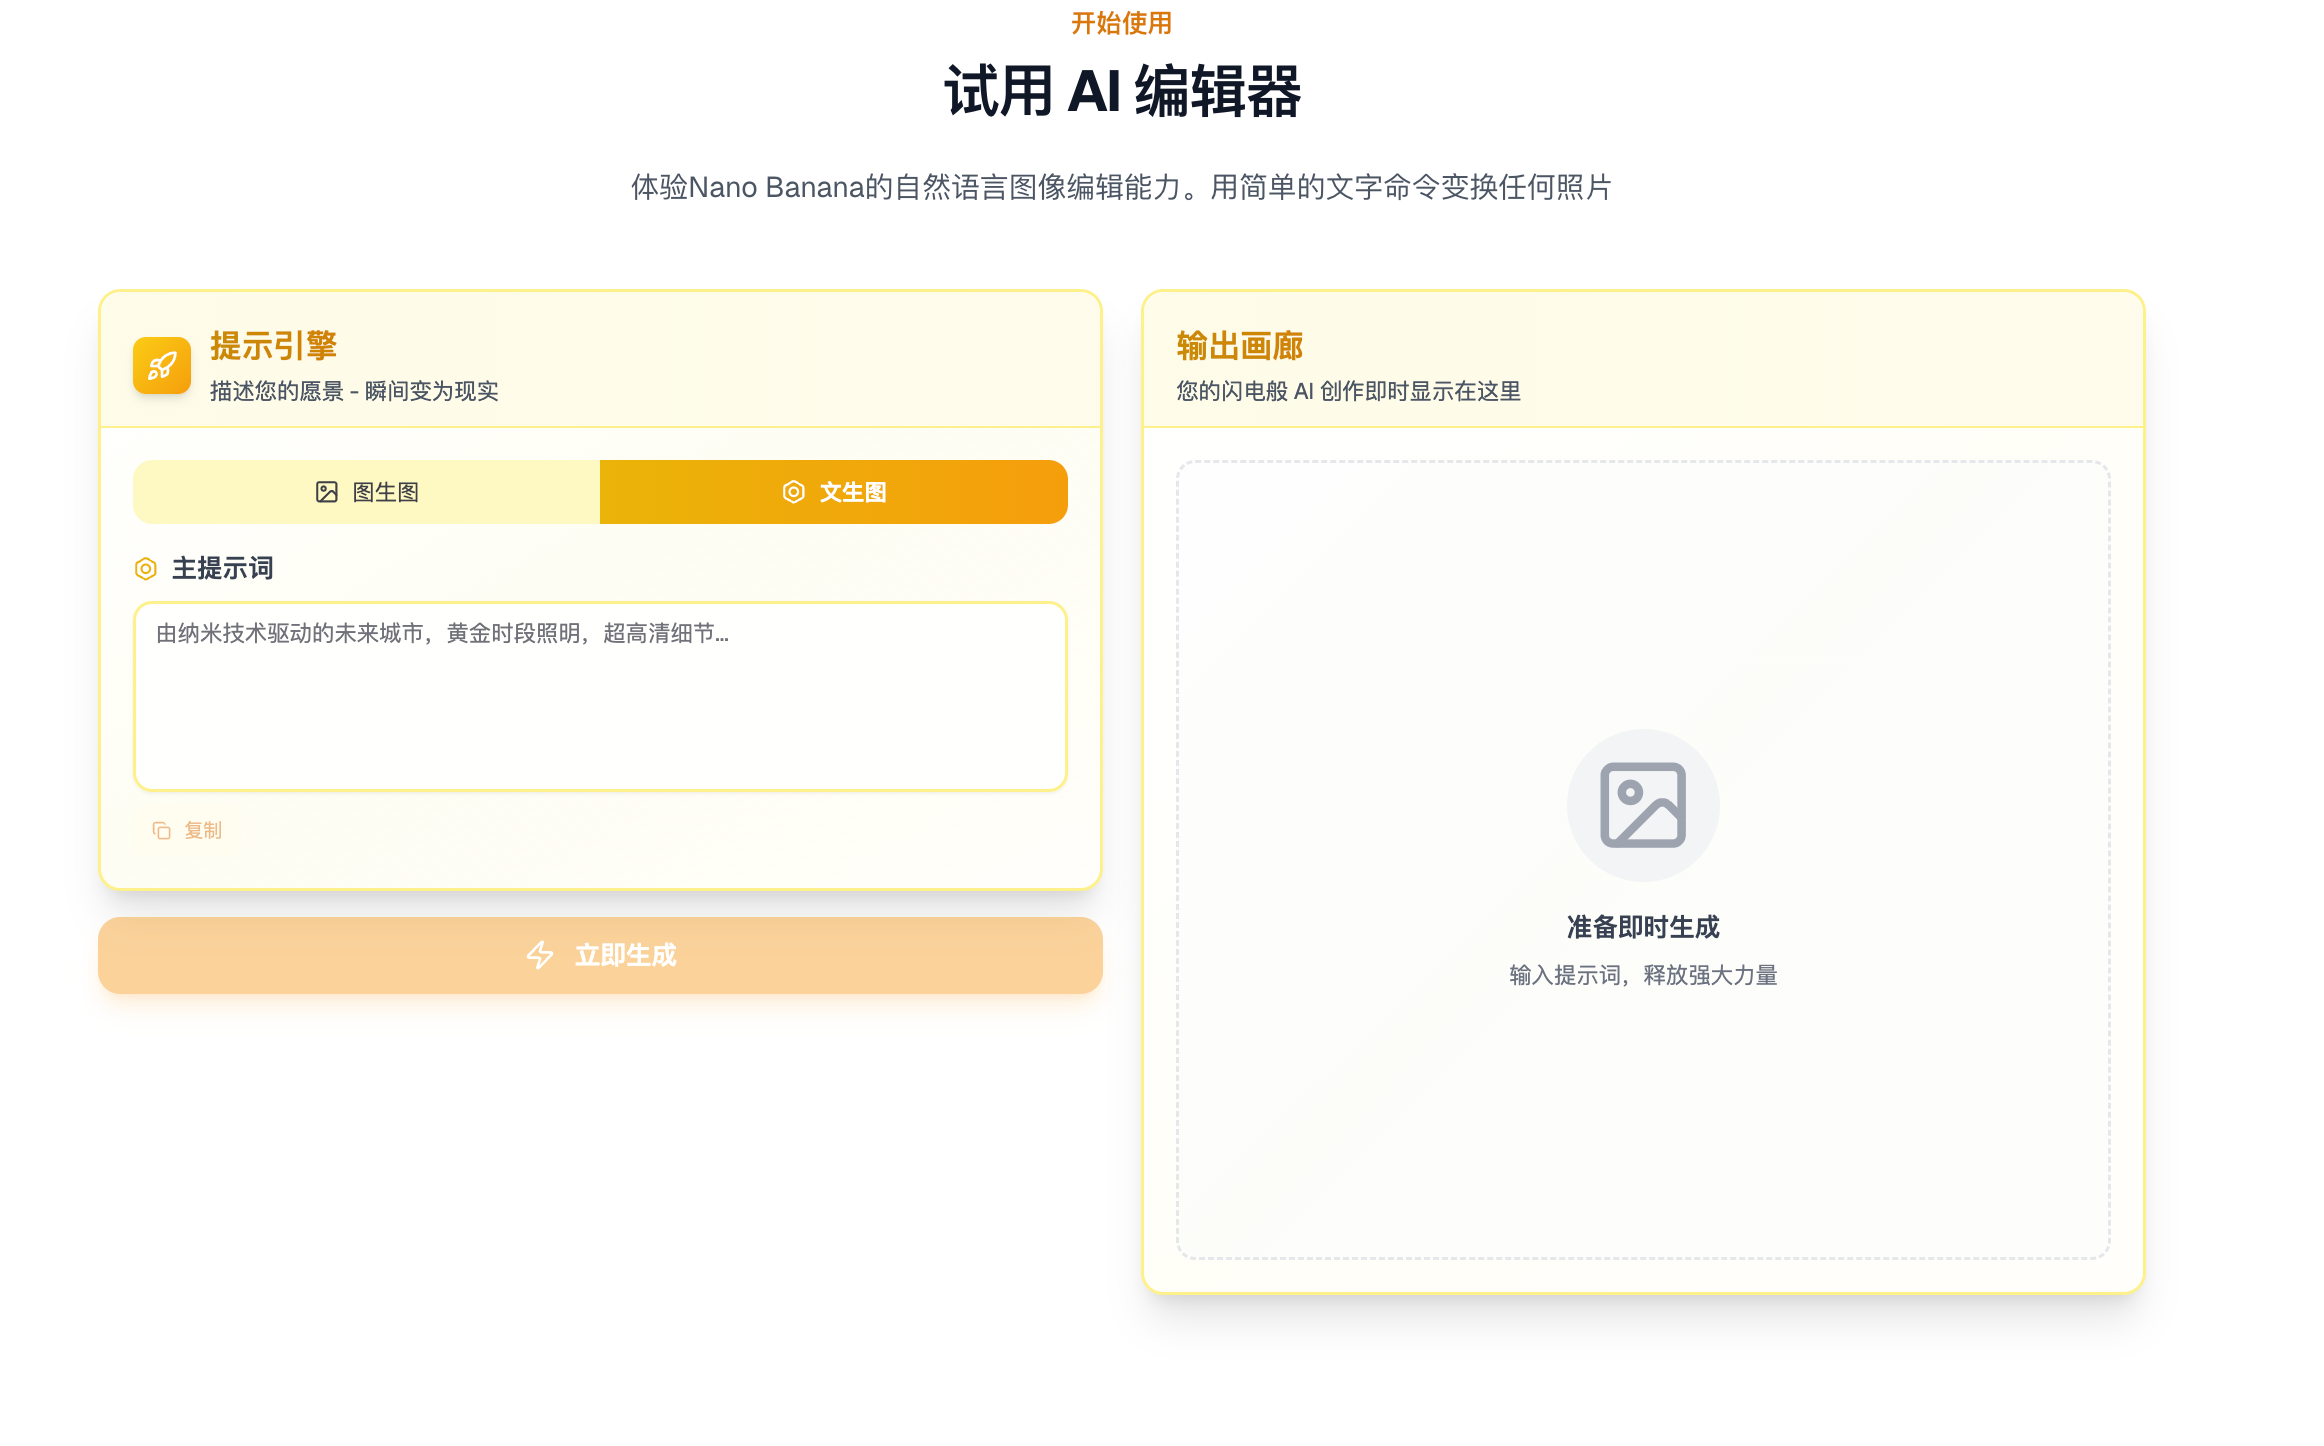 开始使用
试用 AI 编辑器
体验Nano Banana的自然语言图像编辑能力。用简单的文字命令变换任何照片
提示引擎
描述您的愿景 - 瞬间变为现实
图生图
文生图
主提示词
由纳米技术驱动的未来城市，黄金时段照明，超高清细节...
复制
立即生成
输出画廊
您的闪电般 AI 创作即时显示在这里
准备即时生成
输入提示词，释放强大力量